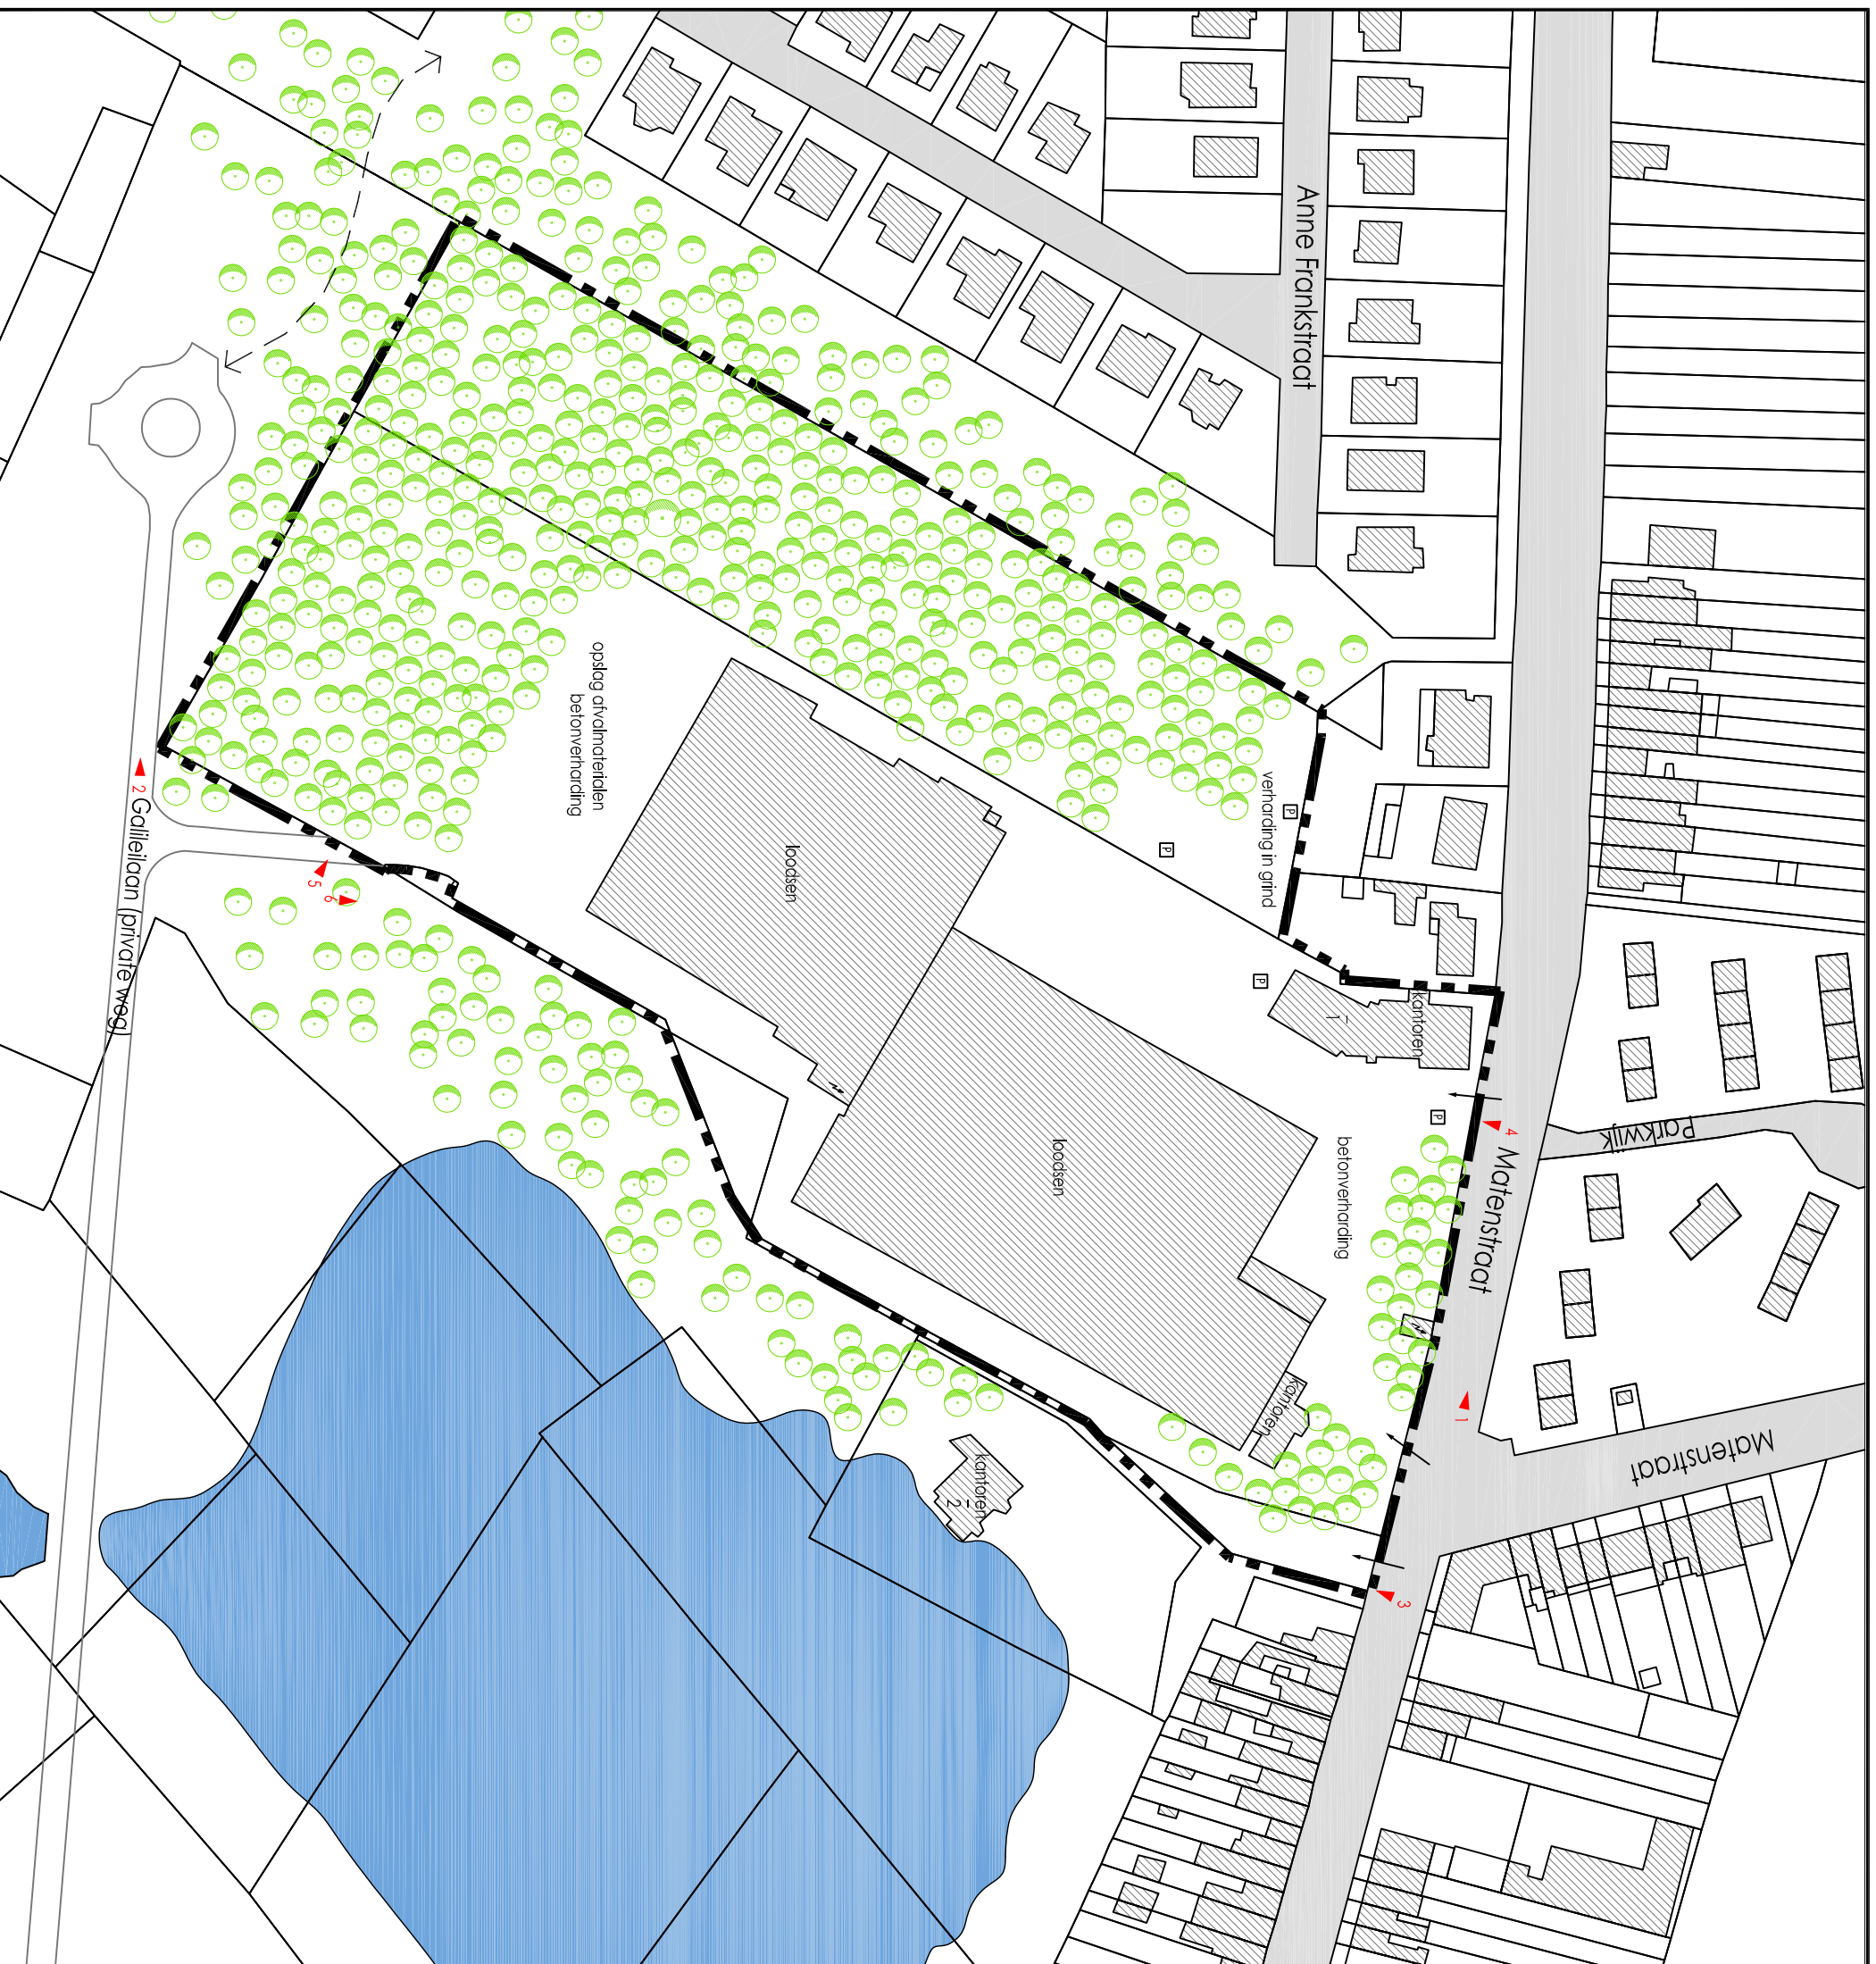 Anne Frankstraat
opslag afvalmaterialen
betonverharding
loodsen
verharding in grind
P
P
P
kantoren
1
P
4
Parkwijk
Matenstraat
betonverharding
loodsen
1
Matenstraat
kantoren
kantoren
2
3
2
Galileilaan (private weg)
5
6